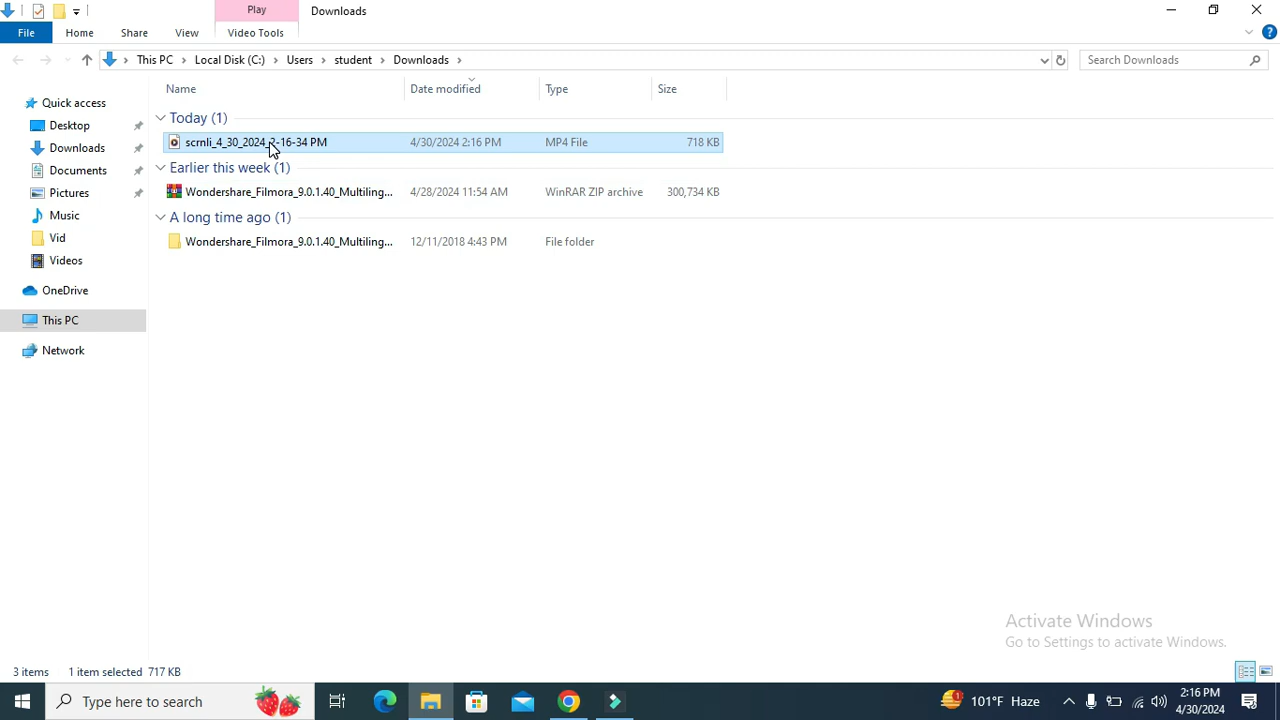 Play
Downloads
File
Home
Share
View
Video Tools
This PC > Local Disk (C:) > Users > student > Downloads >
Search Downloads
Name
Date modified
Type
Size
Quick access
Desktop
Downloads
Documents
Pictures
Music
Vid
Videos
OneDrive
This PC
Network
Today (1)
scrnli_4_30_2024_2-16-34 PM 4/30/2024 2:16 PM MP4 File 718 KB
Earlier this week (1)
Wondershare_Filmora_9.0.1.40_Multiling... 4/28/2024 11:54 AM WinRAR ZIP archive 300,734 KB
A long time ago (1)
Wondershare_Filmora_9.0.1.40_Multiling... 12/11/2018 4:43 PM File folder
Activate Windows
Go to Settings to activate Windows.
3 items 1 item selected 717 KB
Type here to search
101°F Haze
2:16 PM
4/30/2024